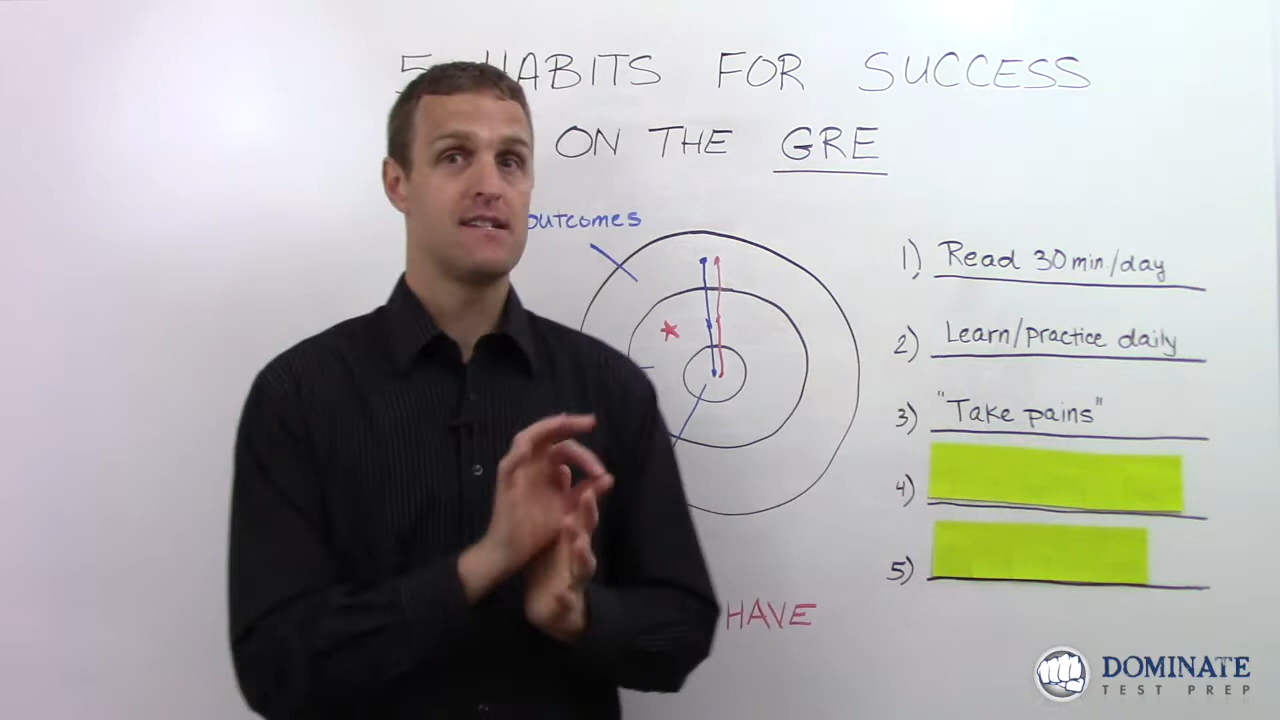 5 HABITS FOR SUCCESS
ON THE GRE
outcomes
1) Read 30 min./day
2) Learn/practice daily
3) "Take pains"
4)
5)
HAVE
DOMINATE
TEST PREP